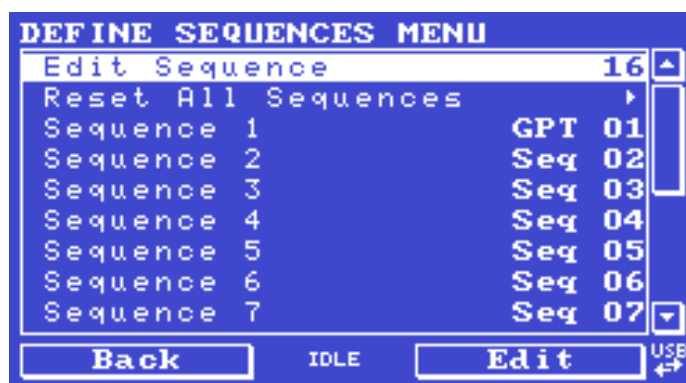 DEFINE SEQUENCES MENU
Edit Sequence 16
Reset All Sequences
Sequence 1 GPT 01
Sequence 2 Seq 02
Sequence 3 Seq 03
Sequence 4 Seq 04
Sequence 5 Seq 05
Sequence 6 Seq 06
Sequence 7 Seq 07
Back IDLE Edit USB